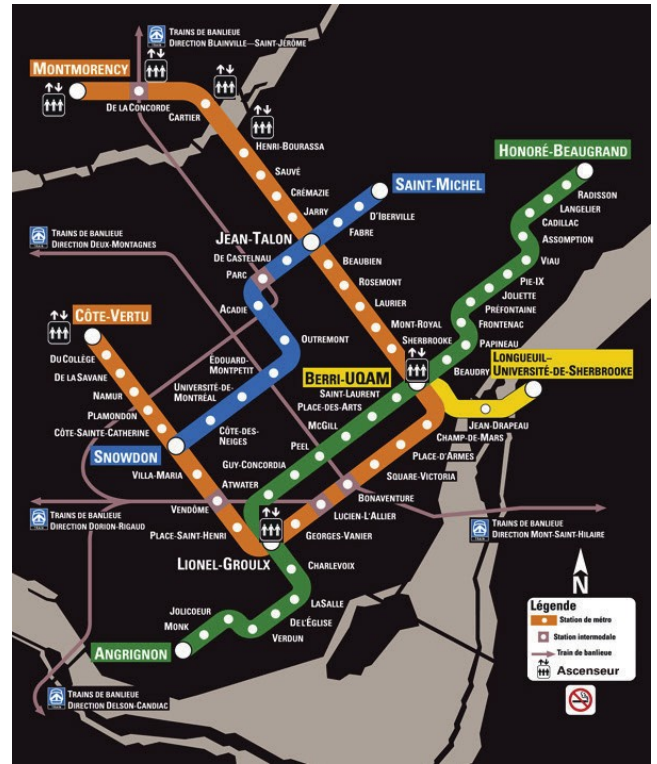 TRAINS DE BANLIEUE
DIRECTION BLAINVILLE—SAINT-JÉRÔME
MONTMORENCY
DE LA CONCORDE
CARTIER
HENRI-BOURASSA
SAUVÉ
CRÉMAZIE
JARRY
JEAN-TALON
BEAUBIEN
ROSEMONT
LAURIER
MONT-ROYAL
SHERBROOKE
BERRI-UQAM
HONORÉ-BEAUGRAND
RADISSON
LANGELIER
CADILLAC
ASSOMPTION
VIAU
PIE-IX
JOLIETTE
PRÉFONTAINE
FRONTENAC
PAPINEAU
BEAUDRY
SAINT-MICHEL
D'IBERVILLE
FABRE
DE CASTELNAU
PARC
ACADIE
OUTREMONT
ÉDOUARD-
MONTPETIT
UNIVERSITÉ-DE-
MONTRÉAL
CÔTE-DES-
NEIGES
SNOWDON
TRAINS DE BANLIEUE
DIRECTION DEUX-MONTAGNES
CÔTE-VERTU
DU COLLÈGE
DE LA SAVANE
NAMUR
PLAMONDON
CÔTE-SAINTE-CATHERINE
VILLA-MARIA
VENDÔME
PLACE-SAINT-HENRI
LIONEL-GROULX
LONGUEUIL–
UNIVERSITÉ-DE-SHERBROOKE
JEAN-DRAPEAU
CHAMP-DE-MARS
PLACE-D'ARMES
SQUARE-VICTORIA
BONAVENTURE
LUCIEN-L'ALLIER
GEORGES-VANIER
SAINT-LAURENT
PLACE-DES-ARTS
MCGILL
PEEL
GUY-CONCORDIA
ATWATER
CHARLEVOIX
LASALLE
DE L'ÉGLISE
VERDUN
JOLICOEUR
MONK
ANGRIGNON
TRAINS DE BANLIEUE
DIRECTION DORION-RIGAUD
TRAINS DE BANLIEUE
DIRECTION MONT-SAINT-HILAIRE
TRAINS DE BANLIEUE
DIRECTION DELSON-CANDIAC
N
Légende
Station de métro
Station intermodale
Train de banlieue
Ascenseur